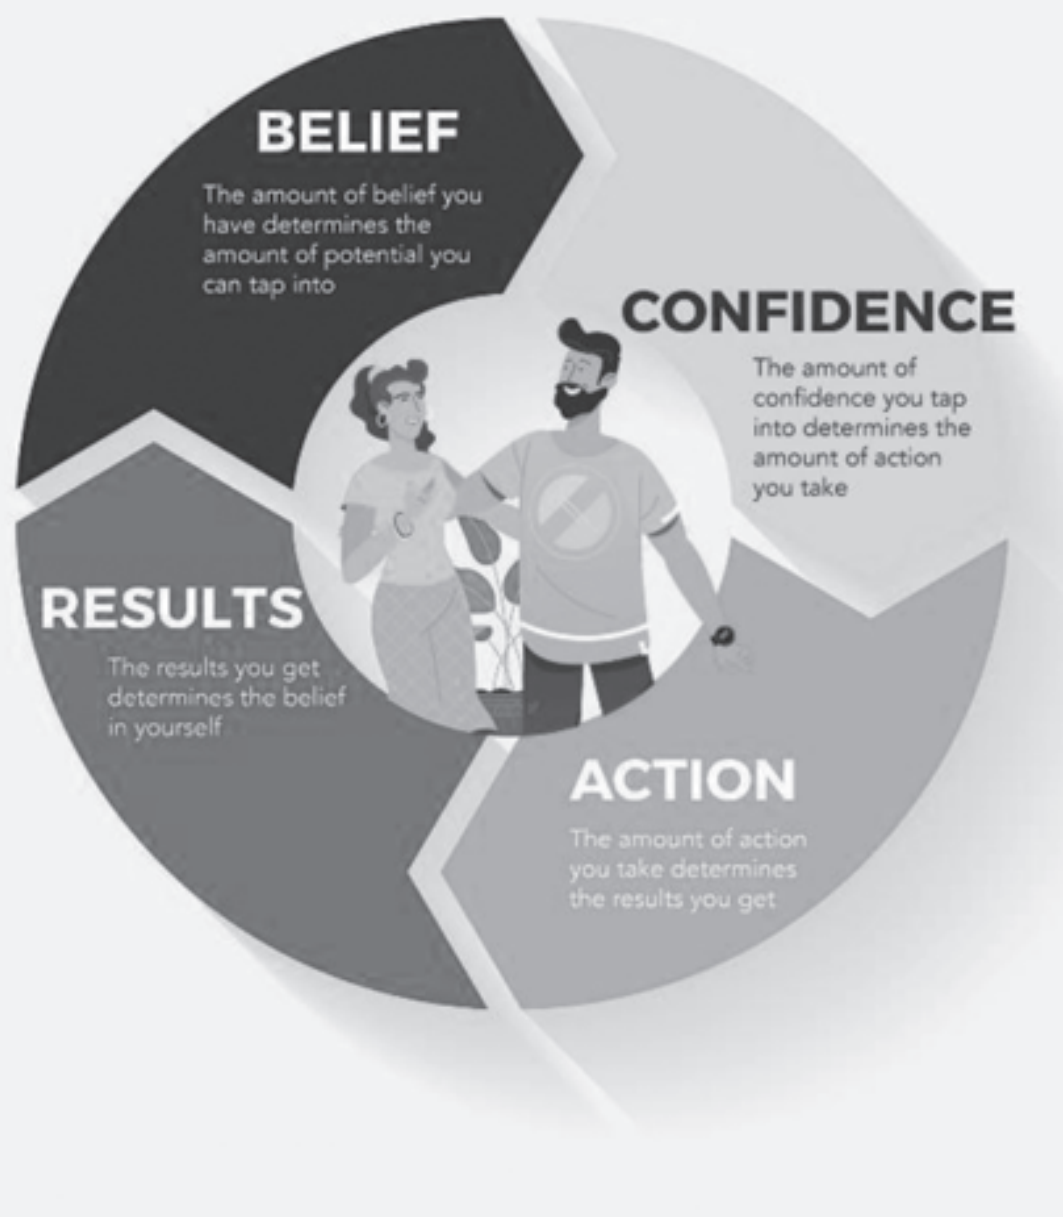 BELIEF
The amount of belief you
have determines the
amount of potential you
can tap into
CONFIDENCE
The amount of
confidence you tap
into determines the
amount of action
you take
ACTION
The amount of action
you take determines
the results you get
RESULTS
The results you get
determines the belief
in yourself